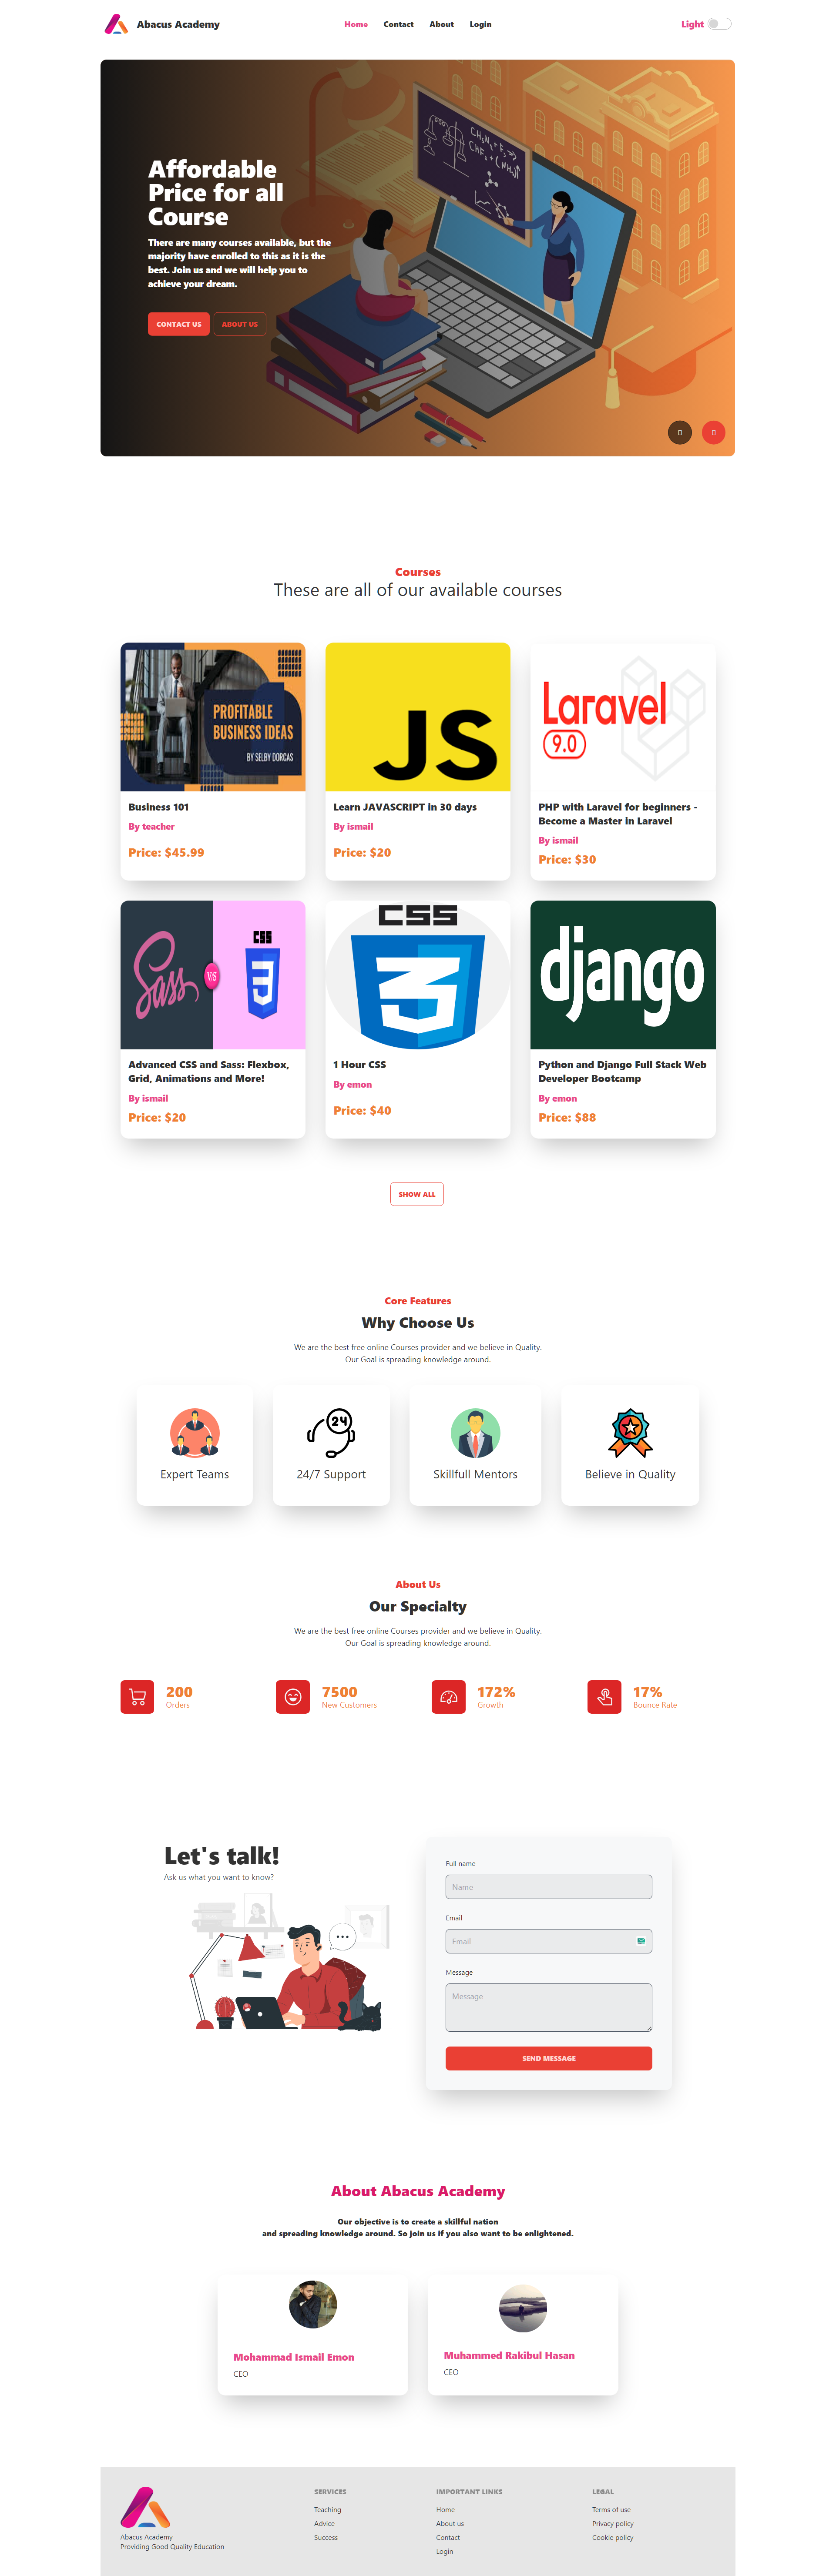 Abacus Academy
Home
Contact
About
Login
Light
Affordable
Price for all
Course
There are many courses available, but the
majority have enrolled to this as it is the
best. Join us and we will help you to
achieve your dream.
CONTACT US
ABOUT US
Courses
These are all of our available courses
PROFITABLE
BUSINESS IDEAS
BY SELBY DORCAS
Business 101
By teacher
Price: $45.99
JS
Learn JAVASCRIPT in 30 days
By ismail
Price: $20
Laravel
9.0
PHP with Laravel for beginners -
Become a Master in Laravel
By ismail
Price: $30
Sass
V/S
CSS
3
Advanced CSS and Sass: Flexbox,
Grid, Animations and More!
By ismail
Price: $20
CSS
3
1 Hour CSS
By emon
Price: $40
django
Python and Django Full Stack Web
Developer Bootcamp
By emon
Price: $88
SHOW ALL
Core Features
Why Choose Us
We are the best free online Courses provider and we believe in Quality.
Our Goal is spreading knowledge around.
Expert Teams
24
24/7 Support
Skillfull Mentors
Believe in Quality
About Us
Our Specialty
We are the best free online Courses provider and we believe in Quality.
Our Goal is spreading knowledge around.
200
Orders
7500
New Customers
172%
Growth
17%
Bounce Rate
Let's talk!
Ask us what you want to know?
Full name
Name
Email
Email
Message
Message
SEND MESSAGE
About Abacus Academy
Our objective is to create a skillful nation
and spreading knowledge around. So join us if you also want to be enlightened.
Mohammad Ismail Emon
CEO
Muhammed Rakibul Hasan
CEO
Abacus Academy
Providing Good Quality Education
SERVICES
Teaching
Advice
Success
IMPORTANT LINKS
Home
About us
Contact
Login
LEGAL
Terms of use
Privacy policy
Cookie policy